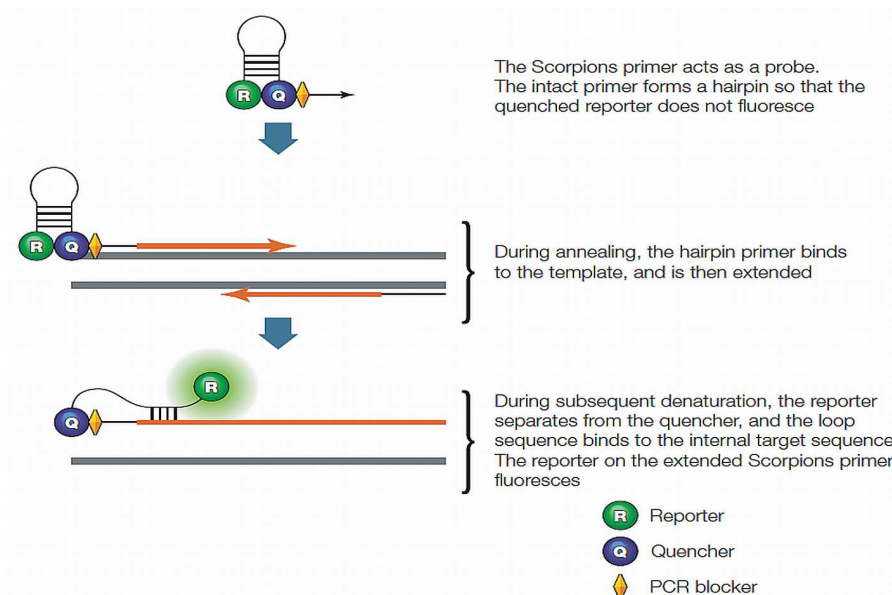 R Q
The Scorpions primer acts as a probe.
The intact primer forms a hairpin so that the
quenched reporter does not fluoresce
R Q
During annealing, the hairpin primer binds
to the template, and is then extended
R
Q
During subsequent denaturation, the reporter
separates from the quencher, and the loop
sequence binds to the internal target sequence
The reporter on the extended Scorpions primer
fluoresces
R Reporter
Q Quencher
PCR blocker